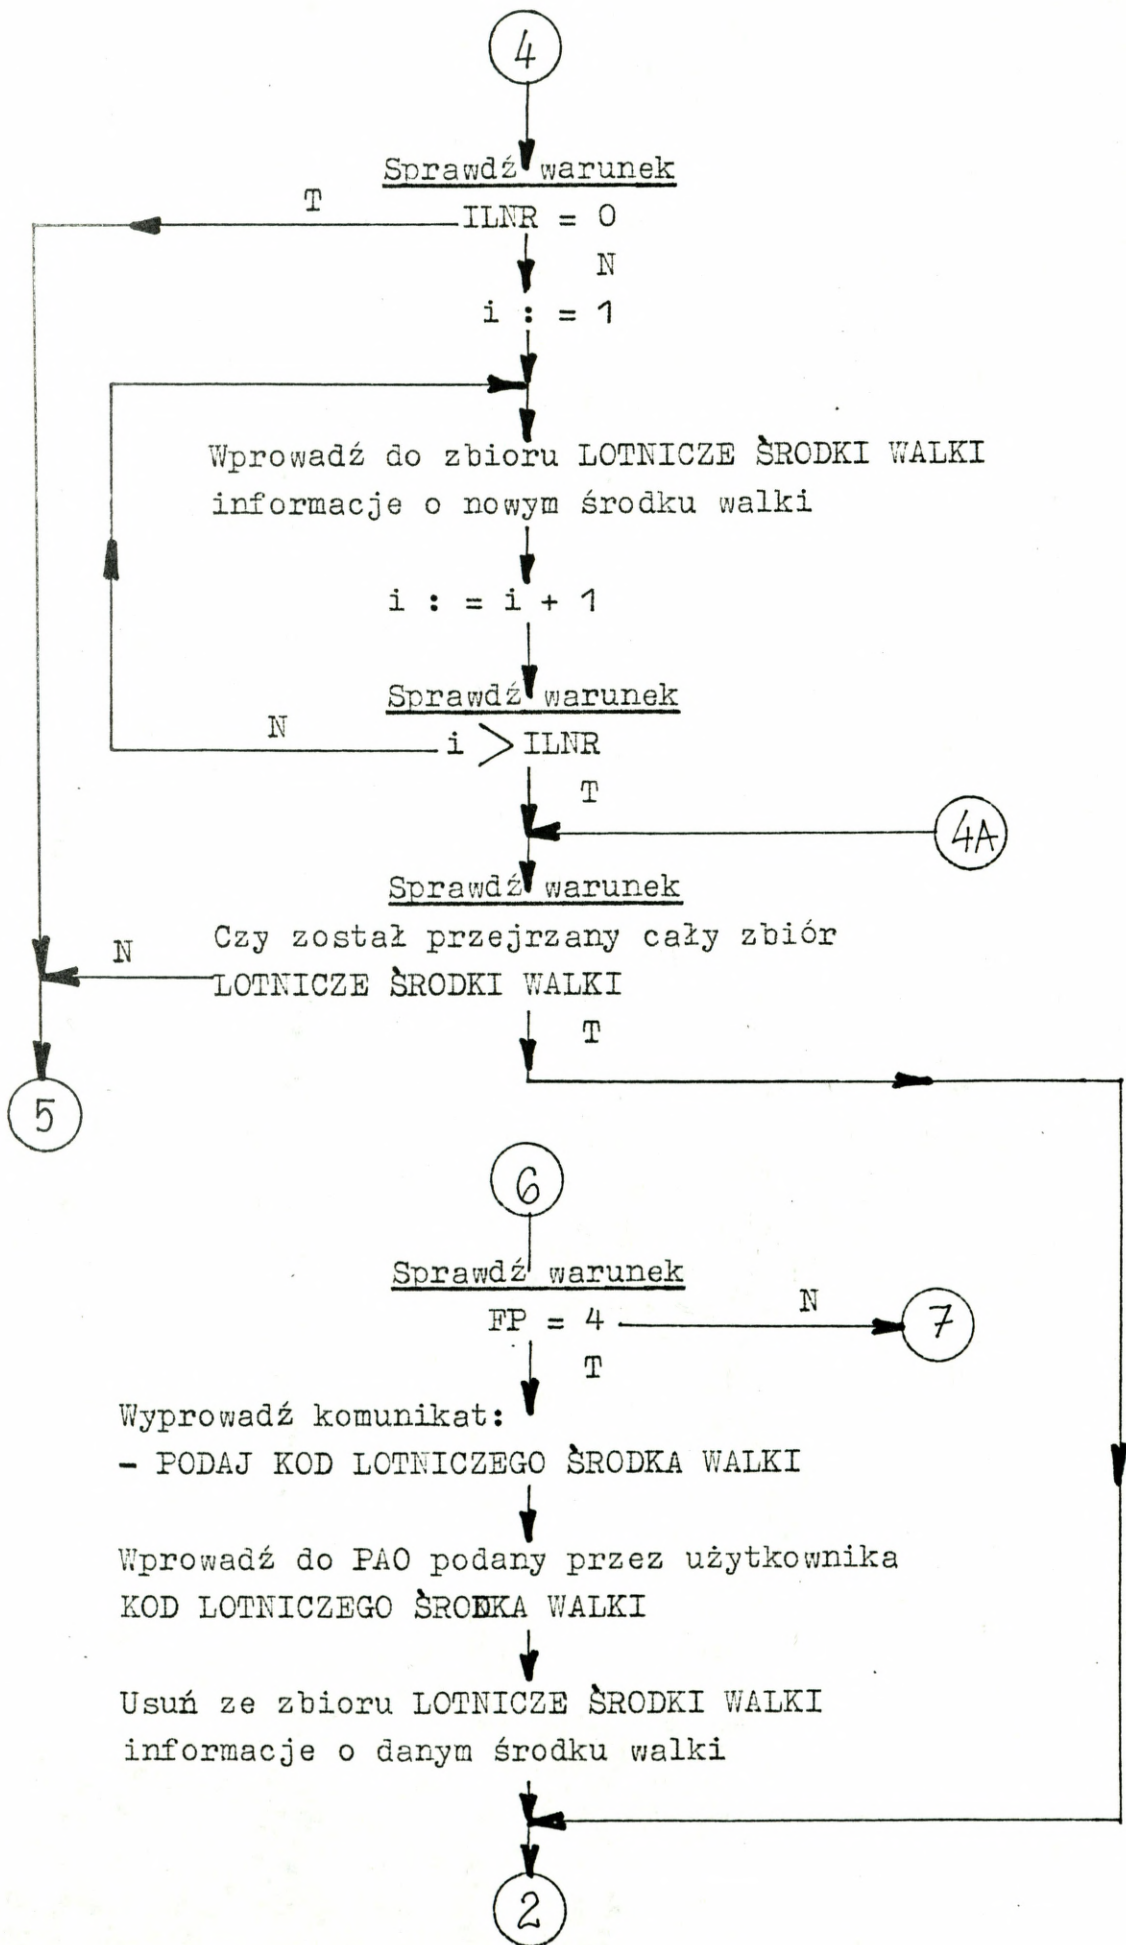 4
Sprawdź warunek
T
ILNR = 0
N
i : = 1
Wprowadź do zbioru LOTNICZE ŚRODKI WALKI
informacje o nowym środku walki
i : = i + 1
Sprawdź warunek
N
i > ILNR
T
4A
Sprawdź warunek
Czy został przejrzany cały zbiór
N
LOTNICZE ŚRODKI WALKI
T
5
6
Sprawdź warunek
FP = 4
N
7
T
Wyprowadź komunikat:
- PODAJ KOD LOTNICZEGO ŚRODKA WALKI
Wprowadź do PAO podany przez użytkownika
KOD LOTNICZEGO ŚRODKA WALKI
Usuń ze zbioru LOTNICZE ŚRODKI WALKI
informacje o danym środku walki
2